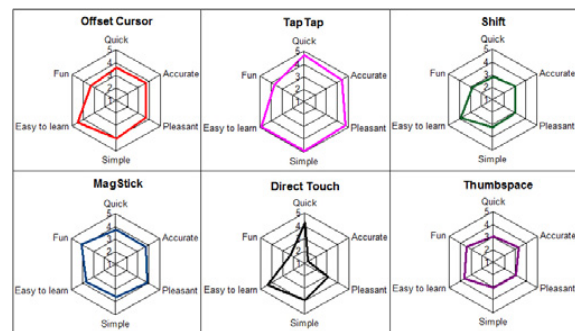 Offset Cursor
Quick
5
4
3
2
1
Fun
Accurate
Easy to learn
Pleasant
Simple
TapTap
Quick
5
4
3
2
1
Fun
Accurate
Easy to learn
Pleasant
Simple
Shift
Quick
5
4
3
2
1
Fun
Accurate
Easy to learn
Pleasant
Simple
MagStick
Quick
5
4
3
2
1
Fun
Accurate
Easy to learn
Pleasant
Simple
Direct Touch
Quick
5
4
3
2
1
Fun
Accurate
Easy to learn
Pleasant
Simple
Thumbspace
Quick
5
4
3
2
1
Fun
Accurate
Easy to learn
Pleasant
Simple